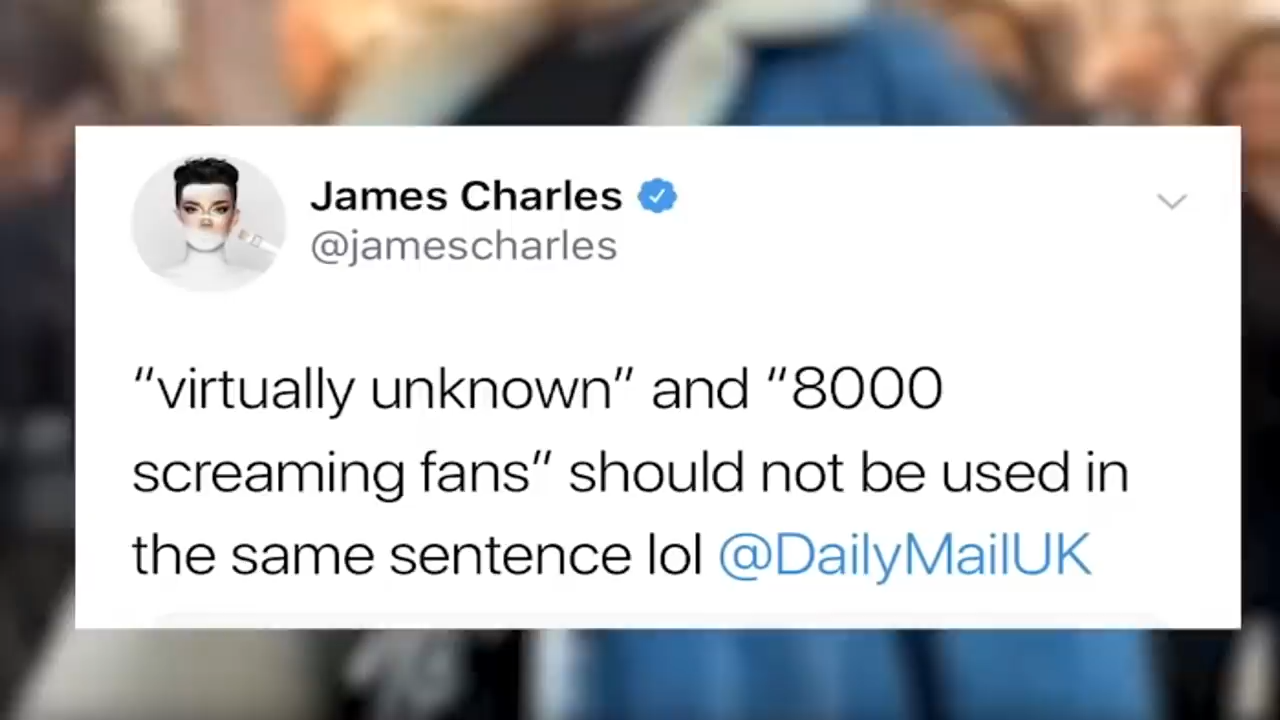 James Charles
@jamescharles
“virtually unknown” and “8000
screaming fans” should not be used in
the same sentence lol @DailyMailUK